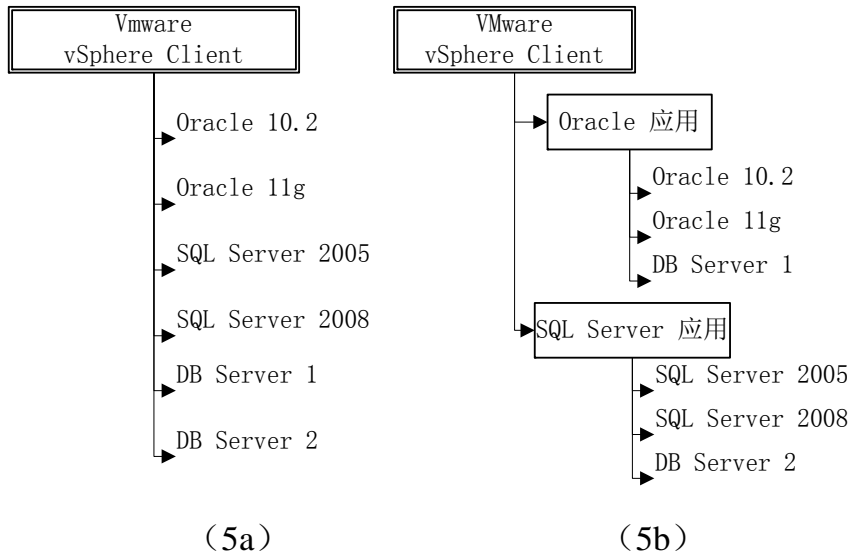 Vmware
vSphere Client
Oracle 10.2
Oracle 11g
SQL Server 2005
SQL Server 2008
DB Server 1
DB Server 2
（5a）
VMware
vSphere Client
Oracle 应用
Oracle 10.2
Oracle 11g
DB Server 1
SQL Server 应用
SQL Server 2005
SQL Server 2008
DB Server 2
（5b）